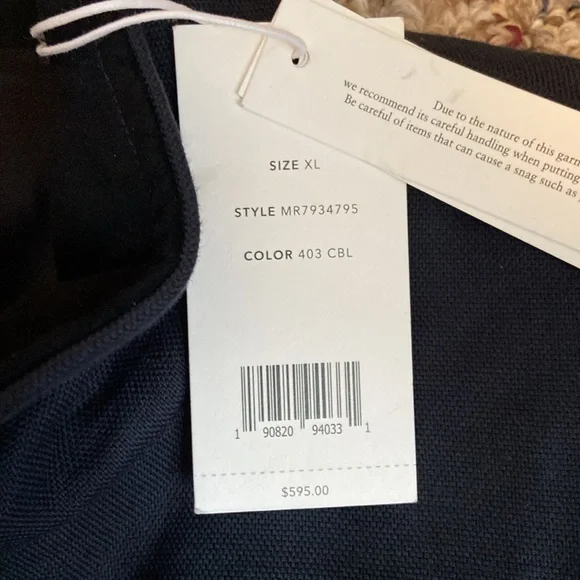 Due to the nature of this
we recommend its careful handling when putting
Be careful of items that can cause a snag such as
SIZE XL
STYLE MR7934795
COLOR 403 CBL
1 90820 94033 1
$595.00